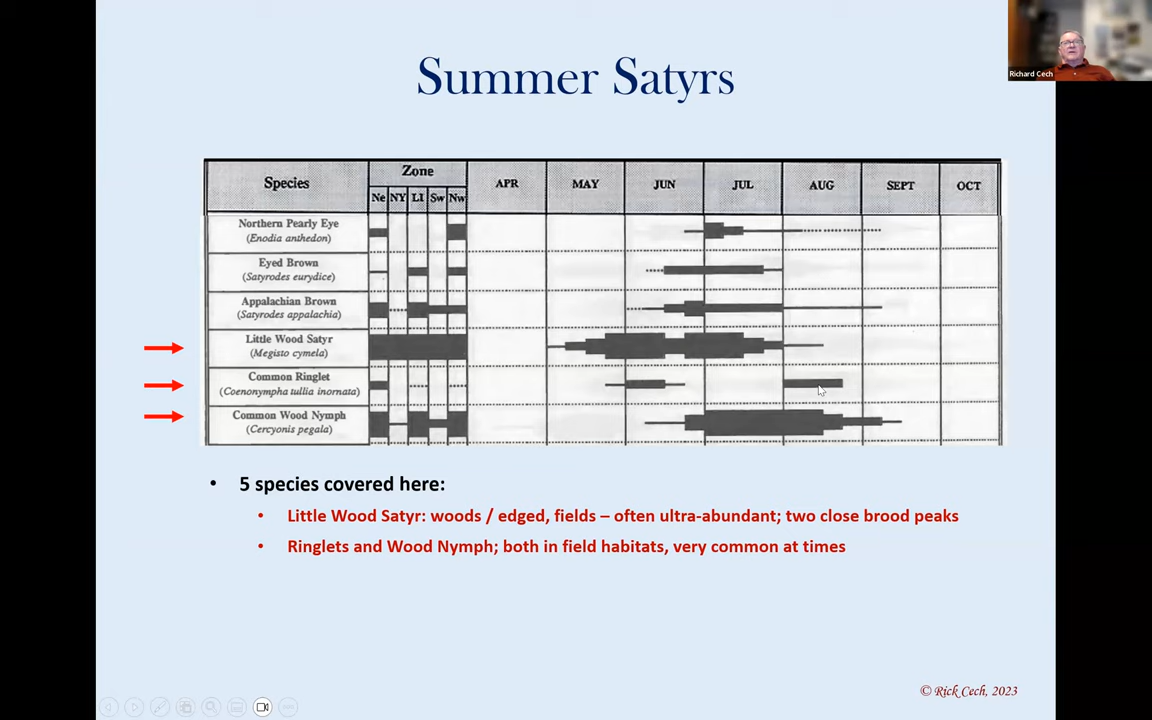 Richard Cech
Summer Satyrs
Species
Zone
Ne NY LI Sw Nw
APR MAY JUN JUL AUG SEPT OCT
Northern Pearly Eye
(Enodia anthedon)
Eyed Brown
(Satyrodes eurydice)
Appalachian Brown
(Satyrodes appalachia)
Little Wood Satyr
(Megisto cymela)
Common Ringlet
(Coenonympha tullia inornata)
Common Wood Nymph
(Cercyonis pegala)
• 5 species covered here:
• Little Wood Satyr: woods / edged, fields – often ultra-abundant; two close brood peaks
• Ringlets and Wood Nymph; both in field habitats, very common at times
© Rick Cech, 2023